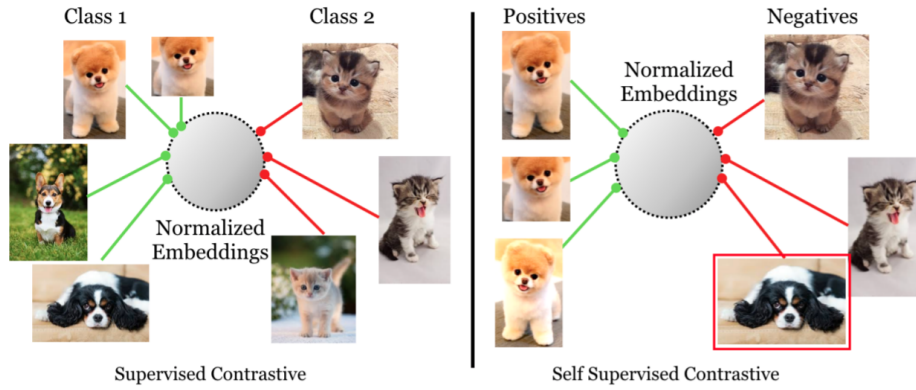 Class 1
Class 2
Normalized
Embeddings
Supervised Contrastive
Positives
Negatives
Normalized
Embeddings
Self Supervised Contrastive